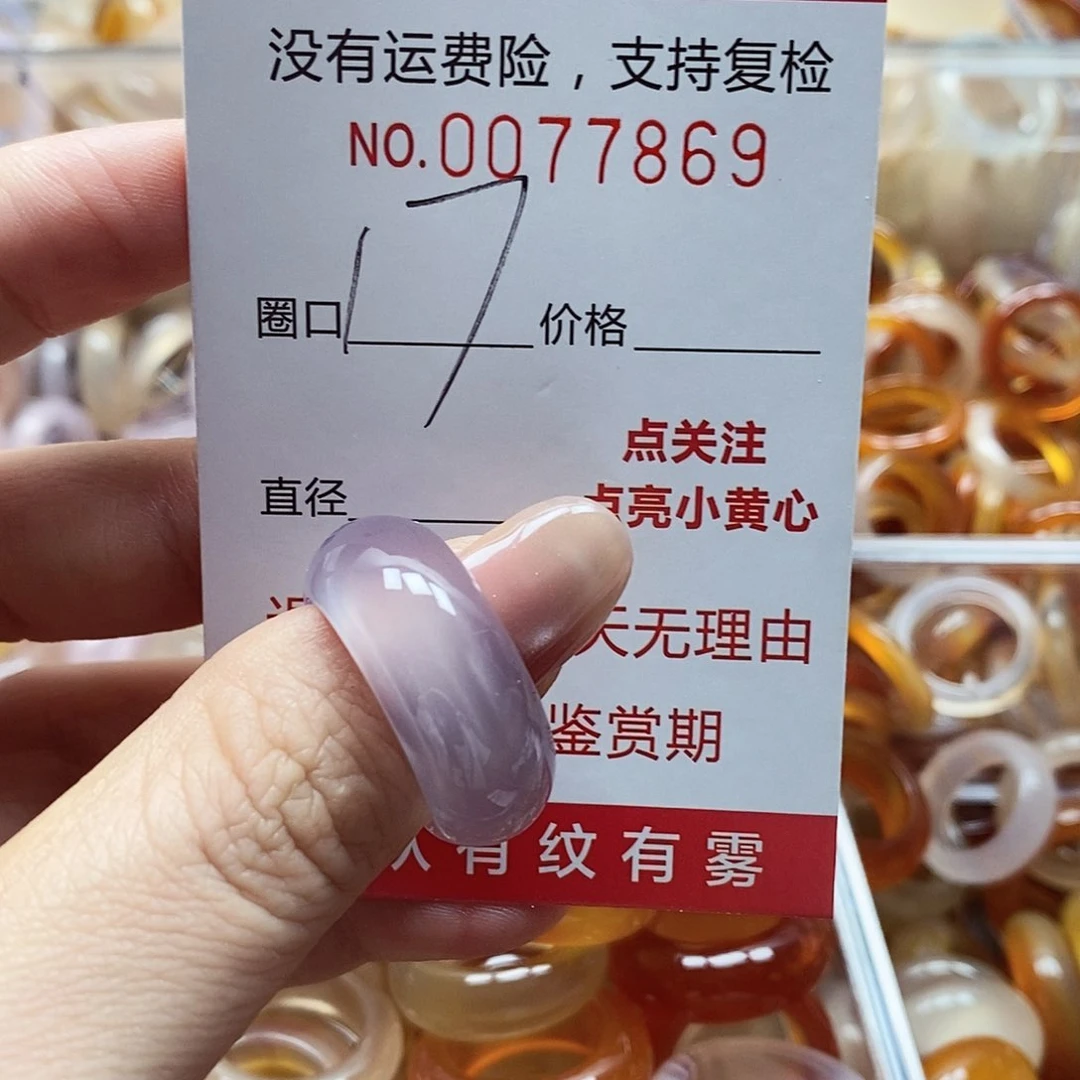 没有运费险，支持复检
NO.0077869
圈口 17 价格
直径
点关注
点亮小黄心
天无理由
鉴赏期
有纹有雾